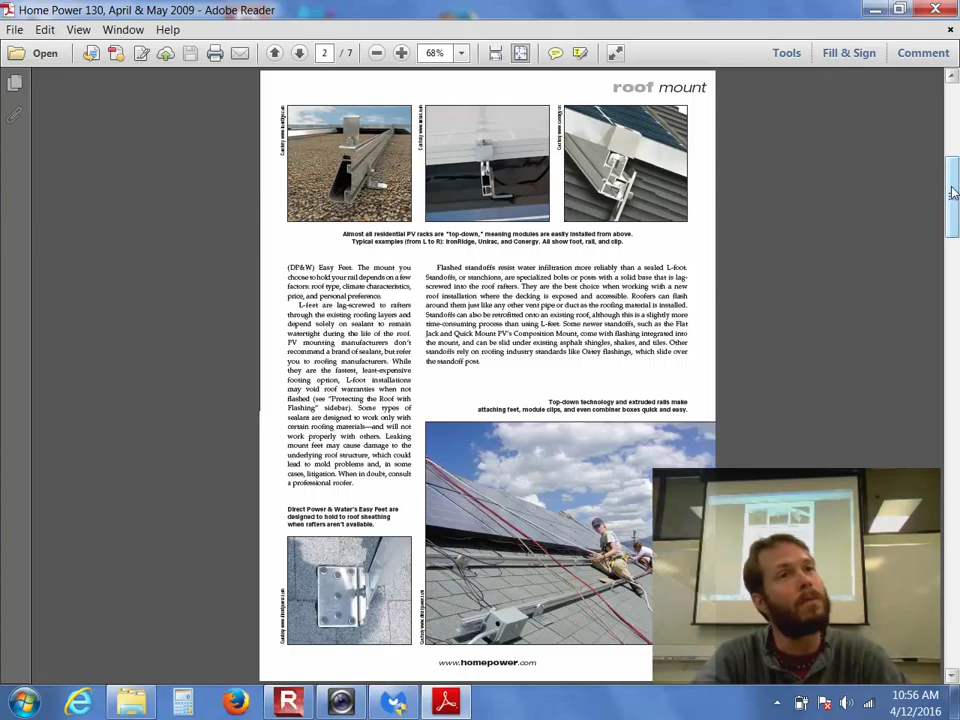 Home Power 130, April & May 2009 - Adobe Reader
File Edit View Window Help
Open 2 / 7 68% Tools Fill & Sign Comment
roof mount
Almost all residential PV racks are "top-down," meaning modules are easily installed from above.
Typical examples (from L to R): IronRidge, Unirac, and Conergy. All show foot, rail, and clip.
(DP&W) Easy Feet. The mount you
choose to hold your rail depends on a few
factors: roof type, climate characteristics,
price, and personal preference.
L-feet are lag-screwed to rafters
through the existing roofing layers and
depend solely on sealant to remain
watertight during the life of the roof.
PV mounting manufacturers don't
recommend a brand of sealant, but refer
you to roofing manufacturers. While
they are the fastest, least-expensive
footing option, L-foot installations
may void roof warranties when not
flashed (see "Protecting the Roof with
Flashing" sidebar). Some types of
sealant are designed to work only with
certain roofing materials—and will not
work properly with others. Leaking
mount feet may cause damage to the
underlying roof structure, which could
lead to mold problems and, in some
cases, litigation. When in doubt, consult
a professional roofer.
Flashed standoffs resist water infiltration more reliably than a sealed L-foot.
Standoffs, or stanchions, are specialized bolts or posts with a solid base that is lag-
screwed into the roof rafters. They are the best choice when working with a new
roof installation where the decking is exposed and accessible. Roofers can flash
around them just like any other vent pipe or duct as the roofing material is installed.
Standoffs can also be retrofitted onto an existing roof, although this is a slightly more
time-consuming process than using L-feet. Some newer standoffs, such as the Flat
Jack and Quick Mount PV's Composition Mount, come with flashing integrated into
the mount, and can be slid under existing asphalt shingles, shakes, and tiles. Other
standoffs rely on roofing industry standards like Oatey flashings, which slide over
the standoff post.
Top-down technology and extruded rails make
attaching feet, module clips, and even combiner boxes quick and easy.
Direct Power & Water's Easy Feet are
designed to hold to roof sheathing
when rafters aren't available.
www.homepower.com
10:56 AM
4/12/2016